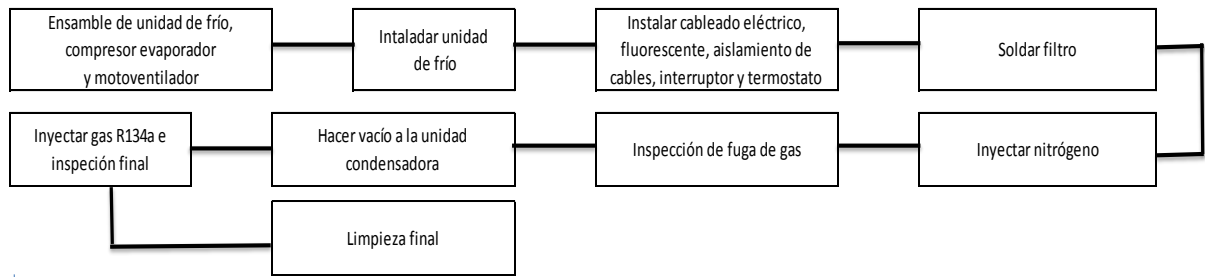 Ensamble de unidad de frío,
compresor evaporador
y motoventilador
Intaladar unidad
de frío
Instalar cableado eléctrico,
fluorescente, aislamiento de
cables, interruptor y termostato
Soldar filtro
Inyectar gas R134a e
inspeción final
Hacer vacío a la unidad
condensadora
Inspección de fuga de gas
Inyectar nitrógeno
Limpieza final